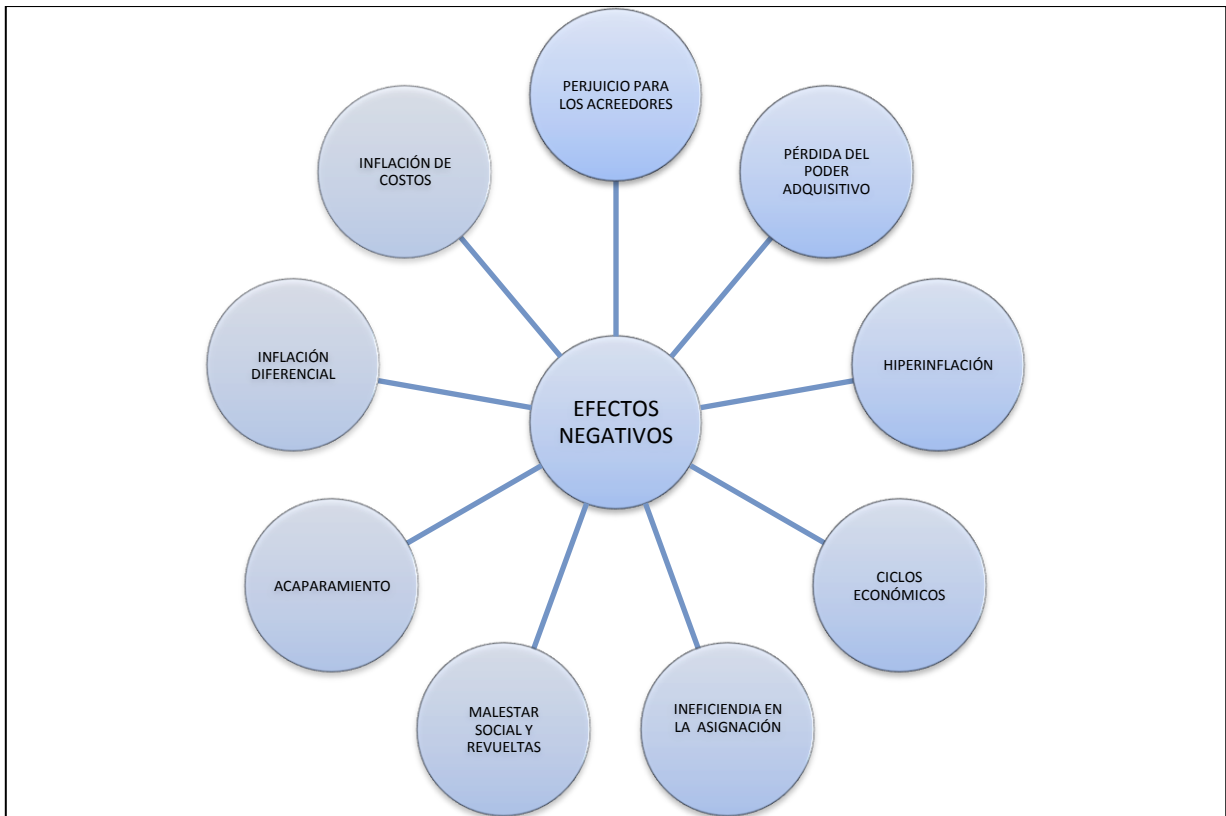 PERJUICIO PARA
LOS ACREEDORES
PÉRDIDA DEL
PODER
ADQUISITIVO
HIPERINFLACIÓN
CICLOS
ECONÓMICOS
INEFICIENDIA EN
LA ASIGNACIÓN
MALESTAR
SOCIAL Y
REVUELTAS
ACAPARAMIENTO
INFLACIÓN
DIFERENCIAL
INFLACIÓN DE
COSTOS
EFECTOS
NEGATIVOS